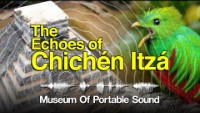 The
Echoes of
Chichén Itzá
Museum Of Portable Sound